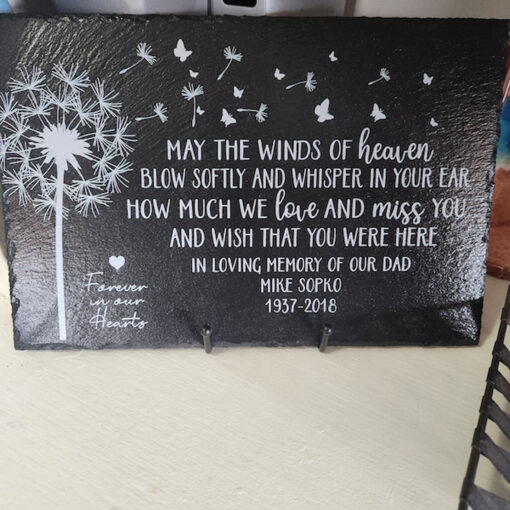 MAY THE WINDS OF heaven
BLOW SOFTLY AND WHISPER IN YOUR EAR
HOW MUCH WE love AND miss YOU
AND WISH THAT YOU WERE HERE
IN LOVING MEMORY OF OUR DAD
MIKE SOPKO
1937-2018
Forever
in our
Hearts